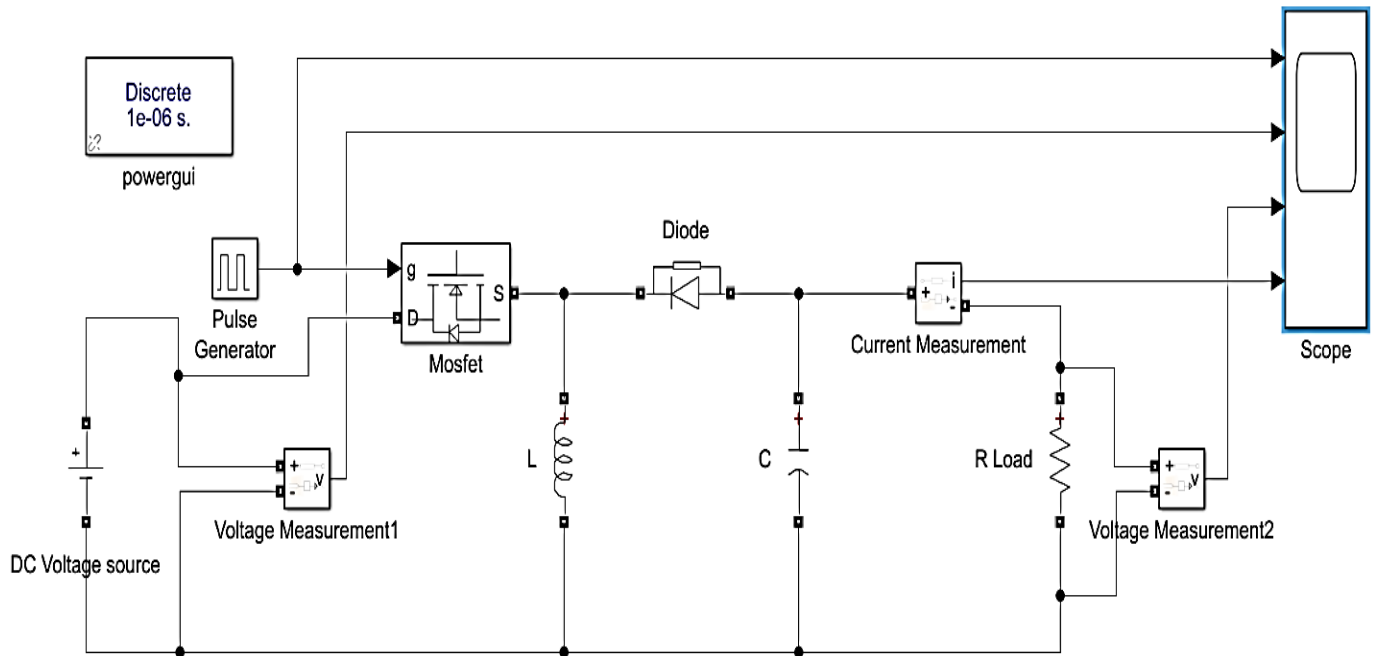 Discrete
1e-06 s.
powergui
Pulse
Generator
g
D
S
Mosfet
Diode
+
i
-
Current Measurement
Scope
+
DC Voltage source
+
-
v
Voltage Measurement1
+
L
+
C
+
R Load
+
-
v
Voltage Measurement2